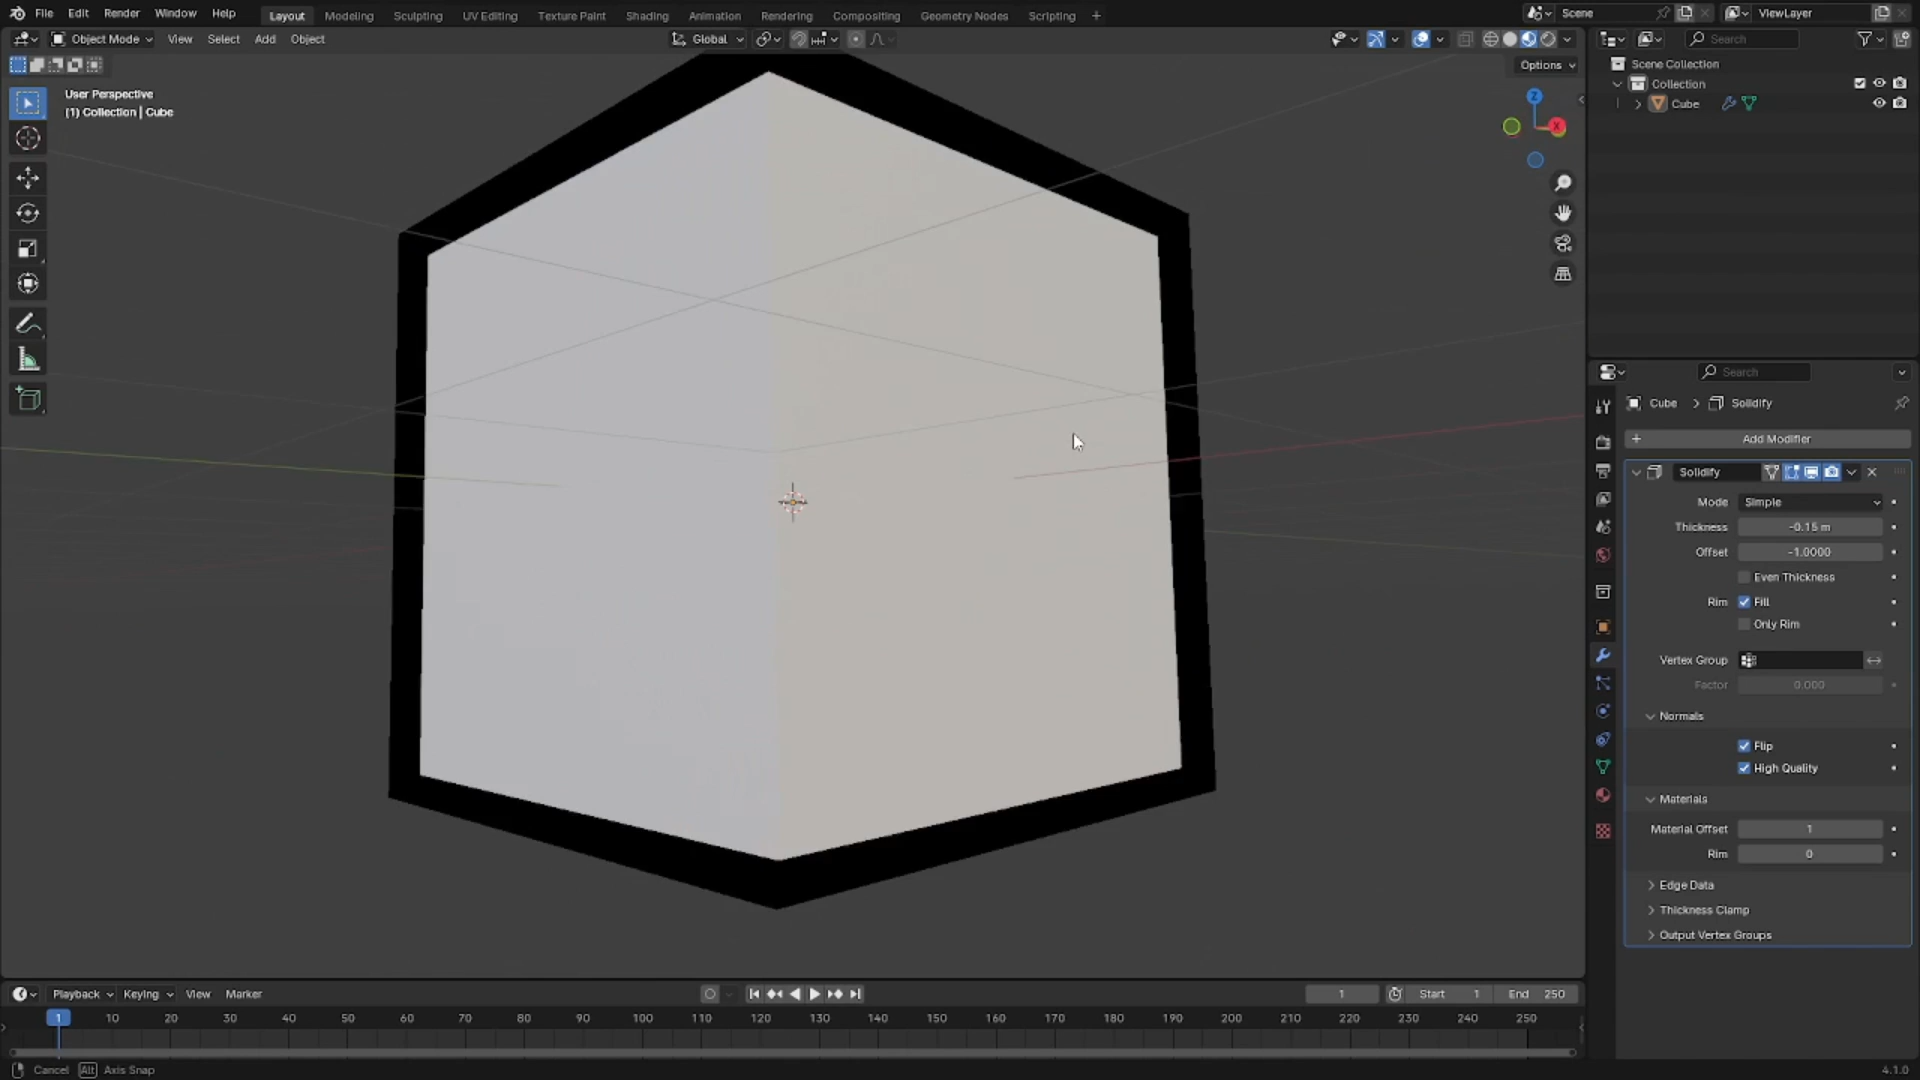 File Edit Render Window Help Layout Modeling Sculpting UV Editing Texture Paint Shading Animation Rendering Compositing Geometry Nodes Scripting + Scene ViewLayer
Object Mode View Select Add Object Global Search
Options
User Perspective
(1) Collection | Cube
Z
X
Scene Collection
Collection
Cube
Search
Cube > Solidify
+ Add Modifier
Solidify
Mode Simple
Thickness -0.15 m
Offset -1.0000
Even Thickness
Rim Fill
Only Rim
Vertex Group
Factor 0.000
Normals
Flip
High Quality
Materials
Material Offset 1
Rim 0
Edge Data
Thickness Clamp
Output Vertex Groups
Playback Keying View Marker 1 Start 1 End 250
1 10 20 30 40 50 60 70 80 90 100 110 120 130 140 150 160 170 180 190 200 210 220 230 240 250
Cancel Alt Axis Snap 4.1.0